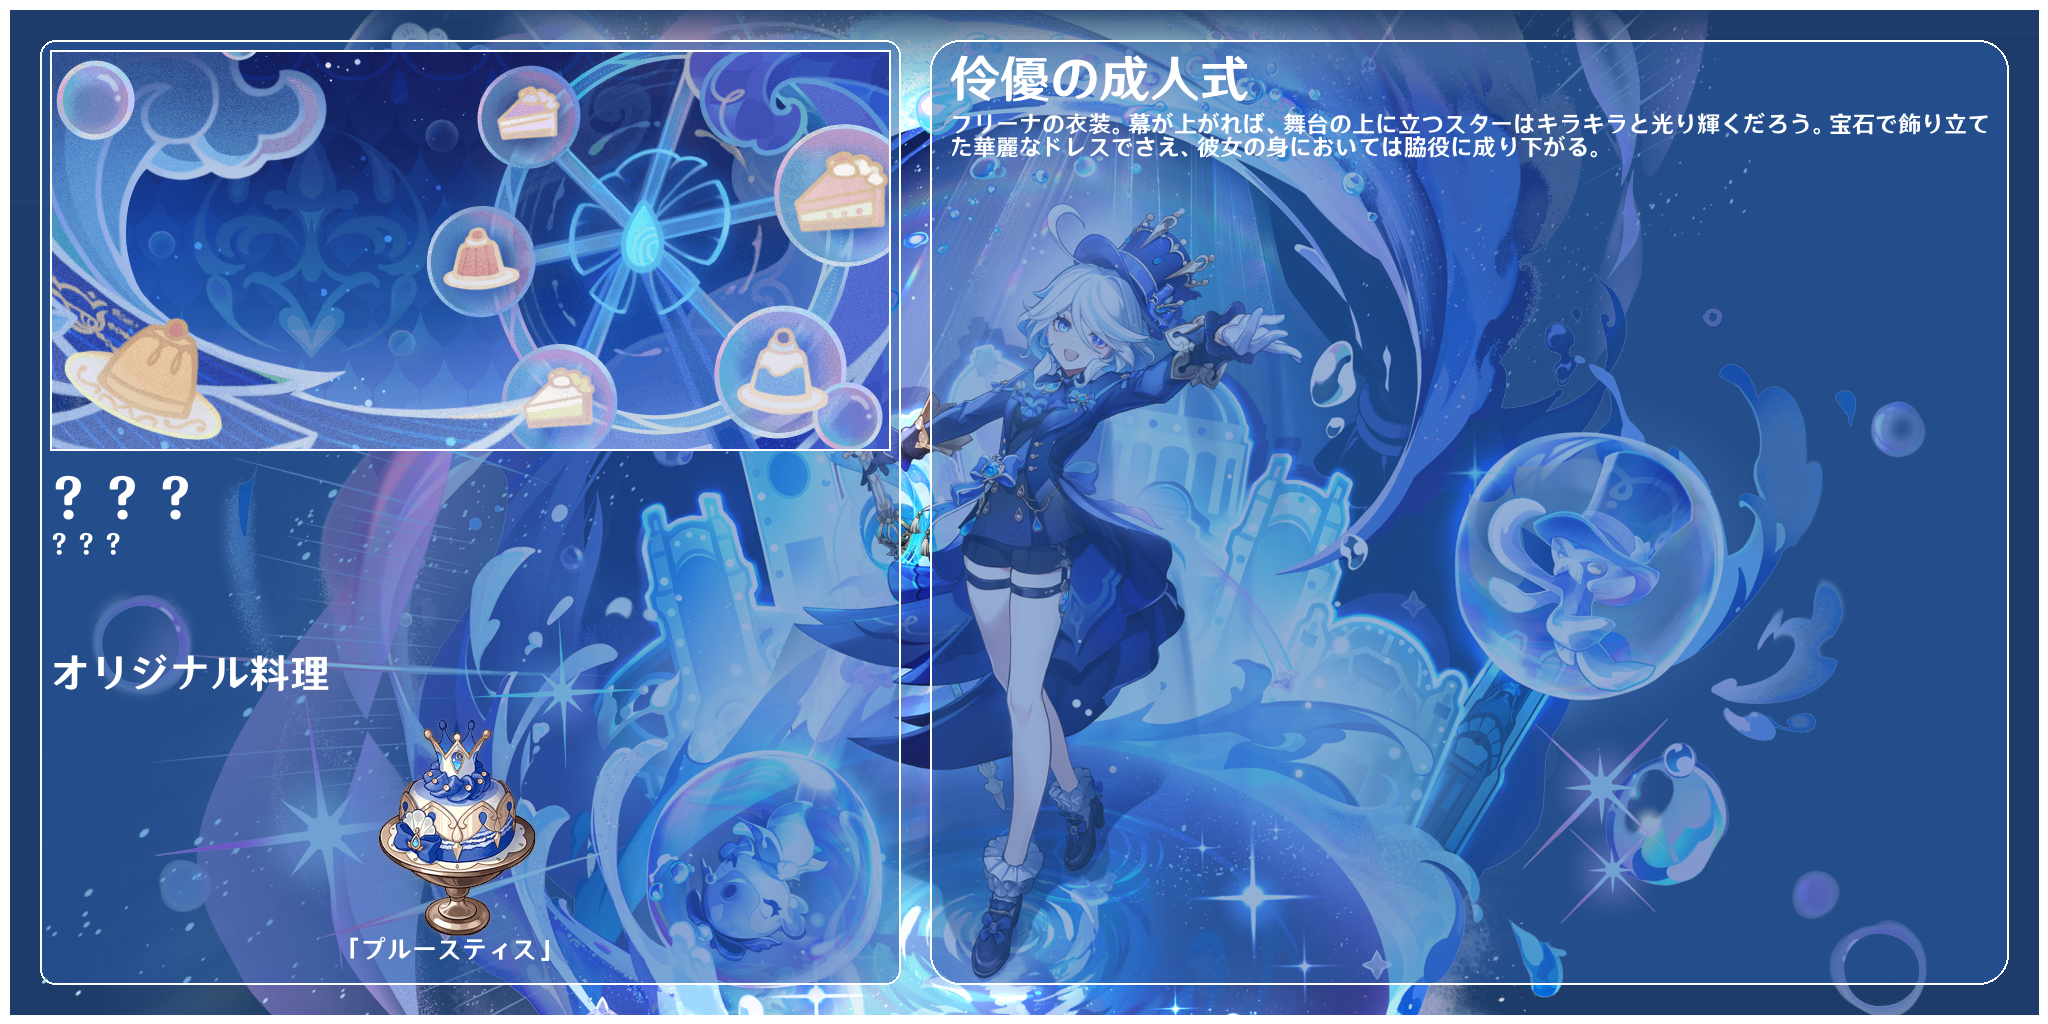 伶優の成人式
フリーナの衣装。幕が上がれば、舞台の上に立つスターはキラキラと光り輝くだろう。宝石で飾り立て
た華麗なドレスでさえ、彼女の身においては脇役に成り下がる。
？？？
？？？
オリジナル料理
「プルースティス」